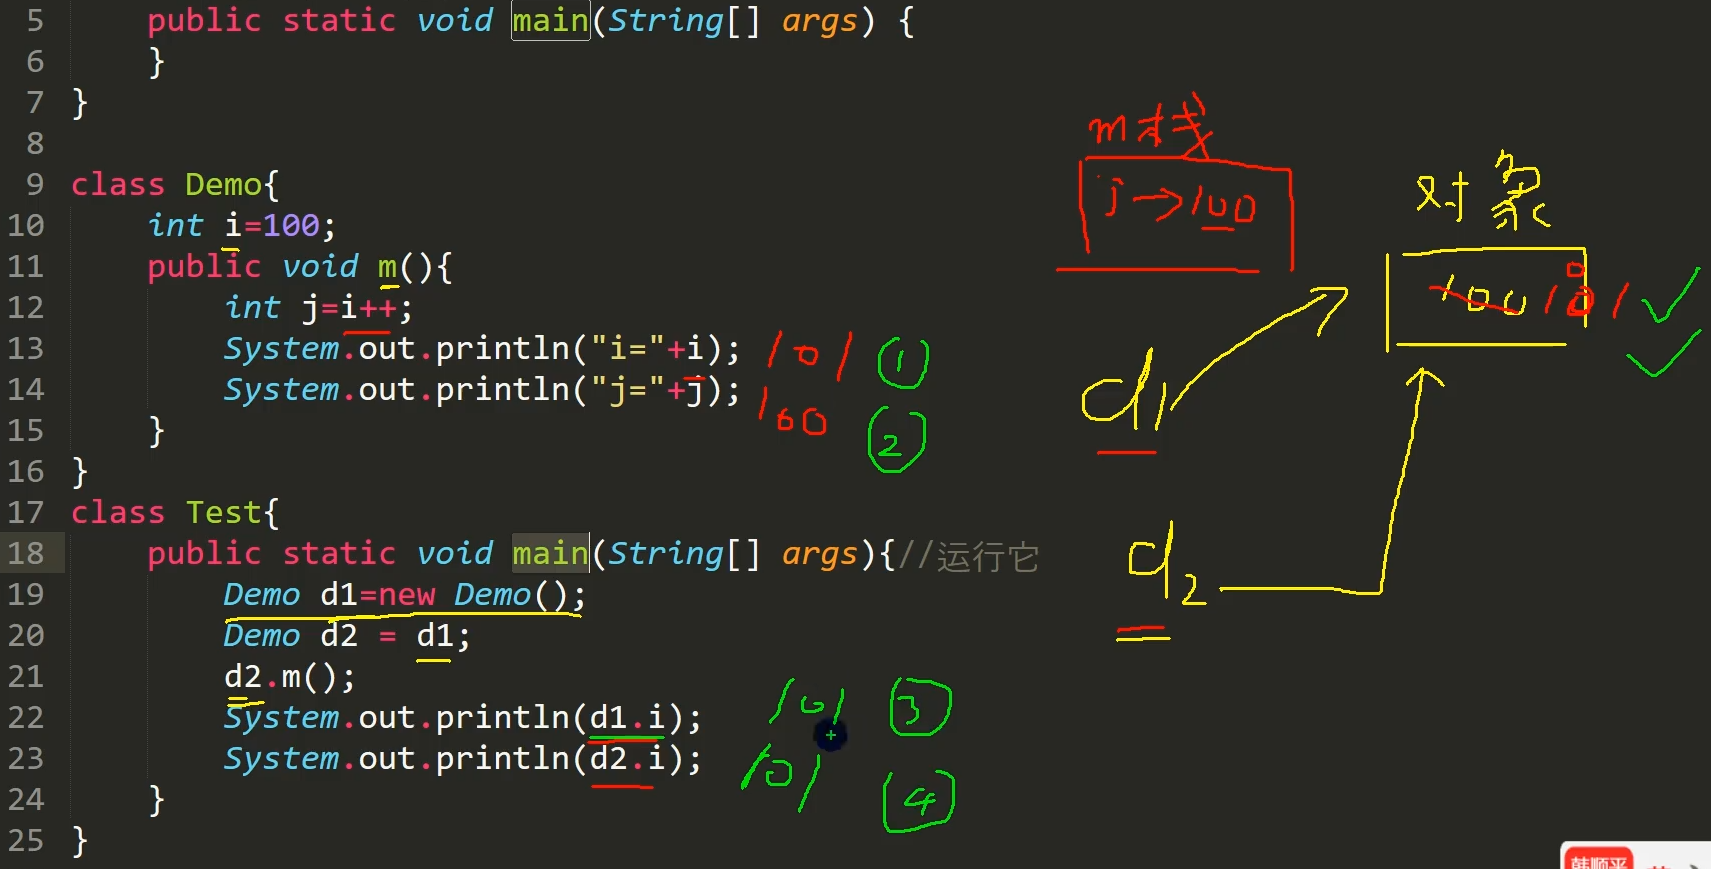 5 public static void main(String[] args) {
6 }
7 }
8
9 class Demo{
10 int i=100;
11 public void m(){
12 int j=i++;
13 System.out.println("i="+i); 101 ①
14 System.out.println("j="+j); 100 ②
15 }
16 }
17 class Test{
18 public static void main(String[] args){//运行它
19 Demo d1=new Demo();
20 Demo d2 = d1;
21 d2.m();
22 System.out.println(d1.i); 101 ③
23 System.out.println(d2.i); 101 ④
24 }
25 }
m栈
j→100
对象
100 101
d1
d2
韩顺平